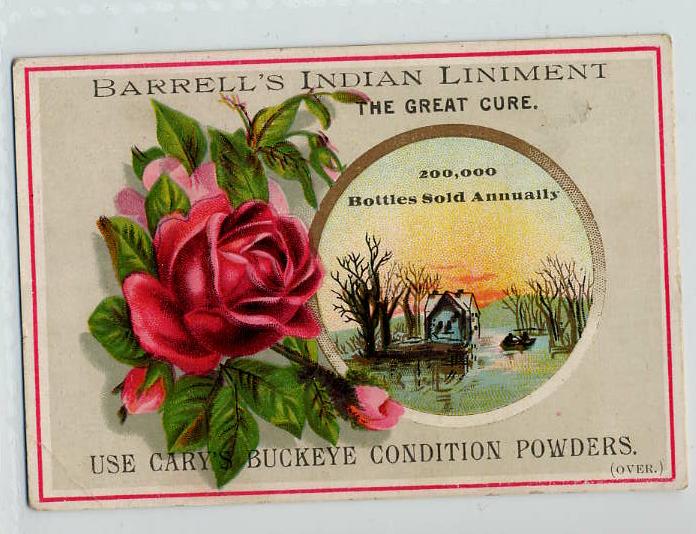 BARRELL'S INDIAN LINIMENT
THE GREAT CURE.
200,000
Bottles Sold Annually
USE CARY'S BUCKEYE CONDITION POWDERS.
(OVER.)